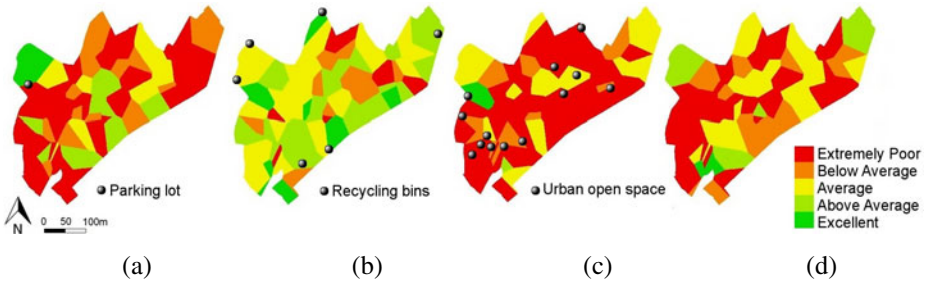 Parking lot
Recycling bins
Urban open space
Extremely Poor
Below Average
Average
Above Average
Excellent
N
0 50 100m
(a) (b) (c) (d)